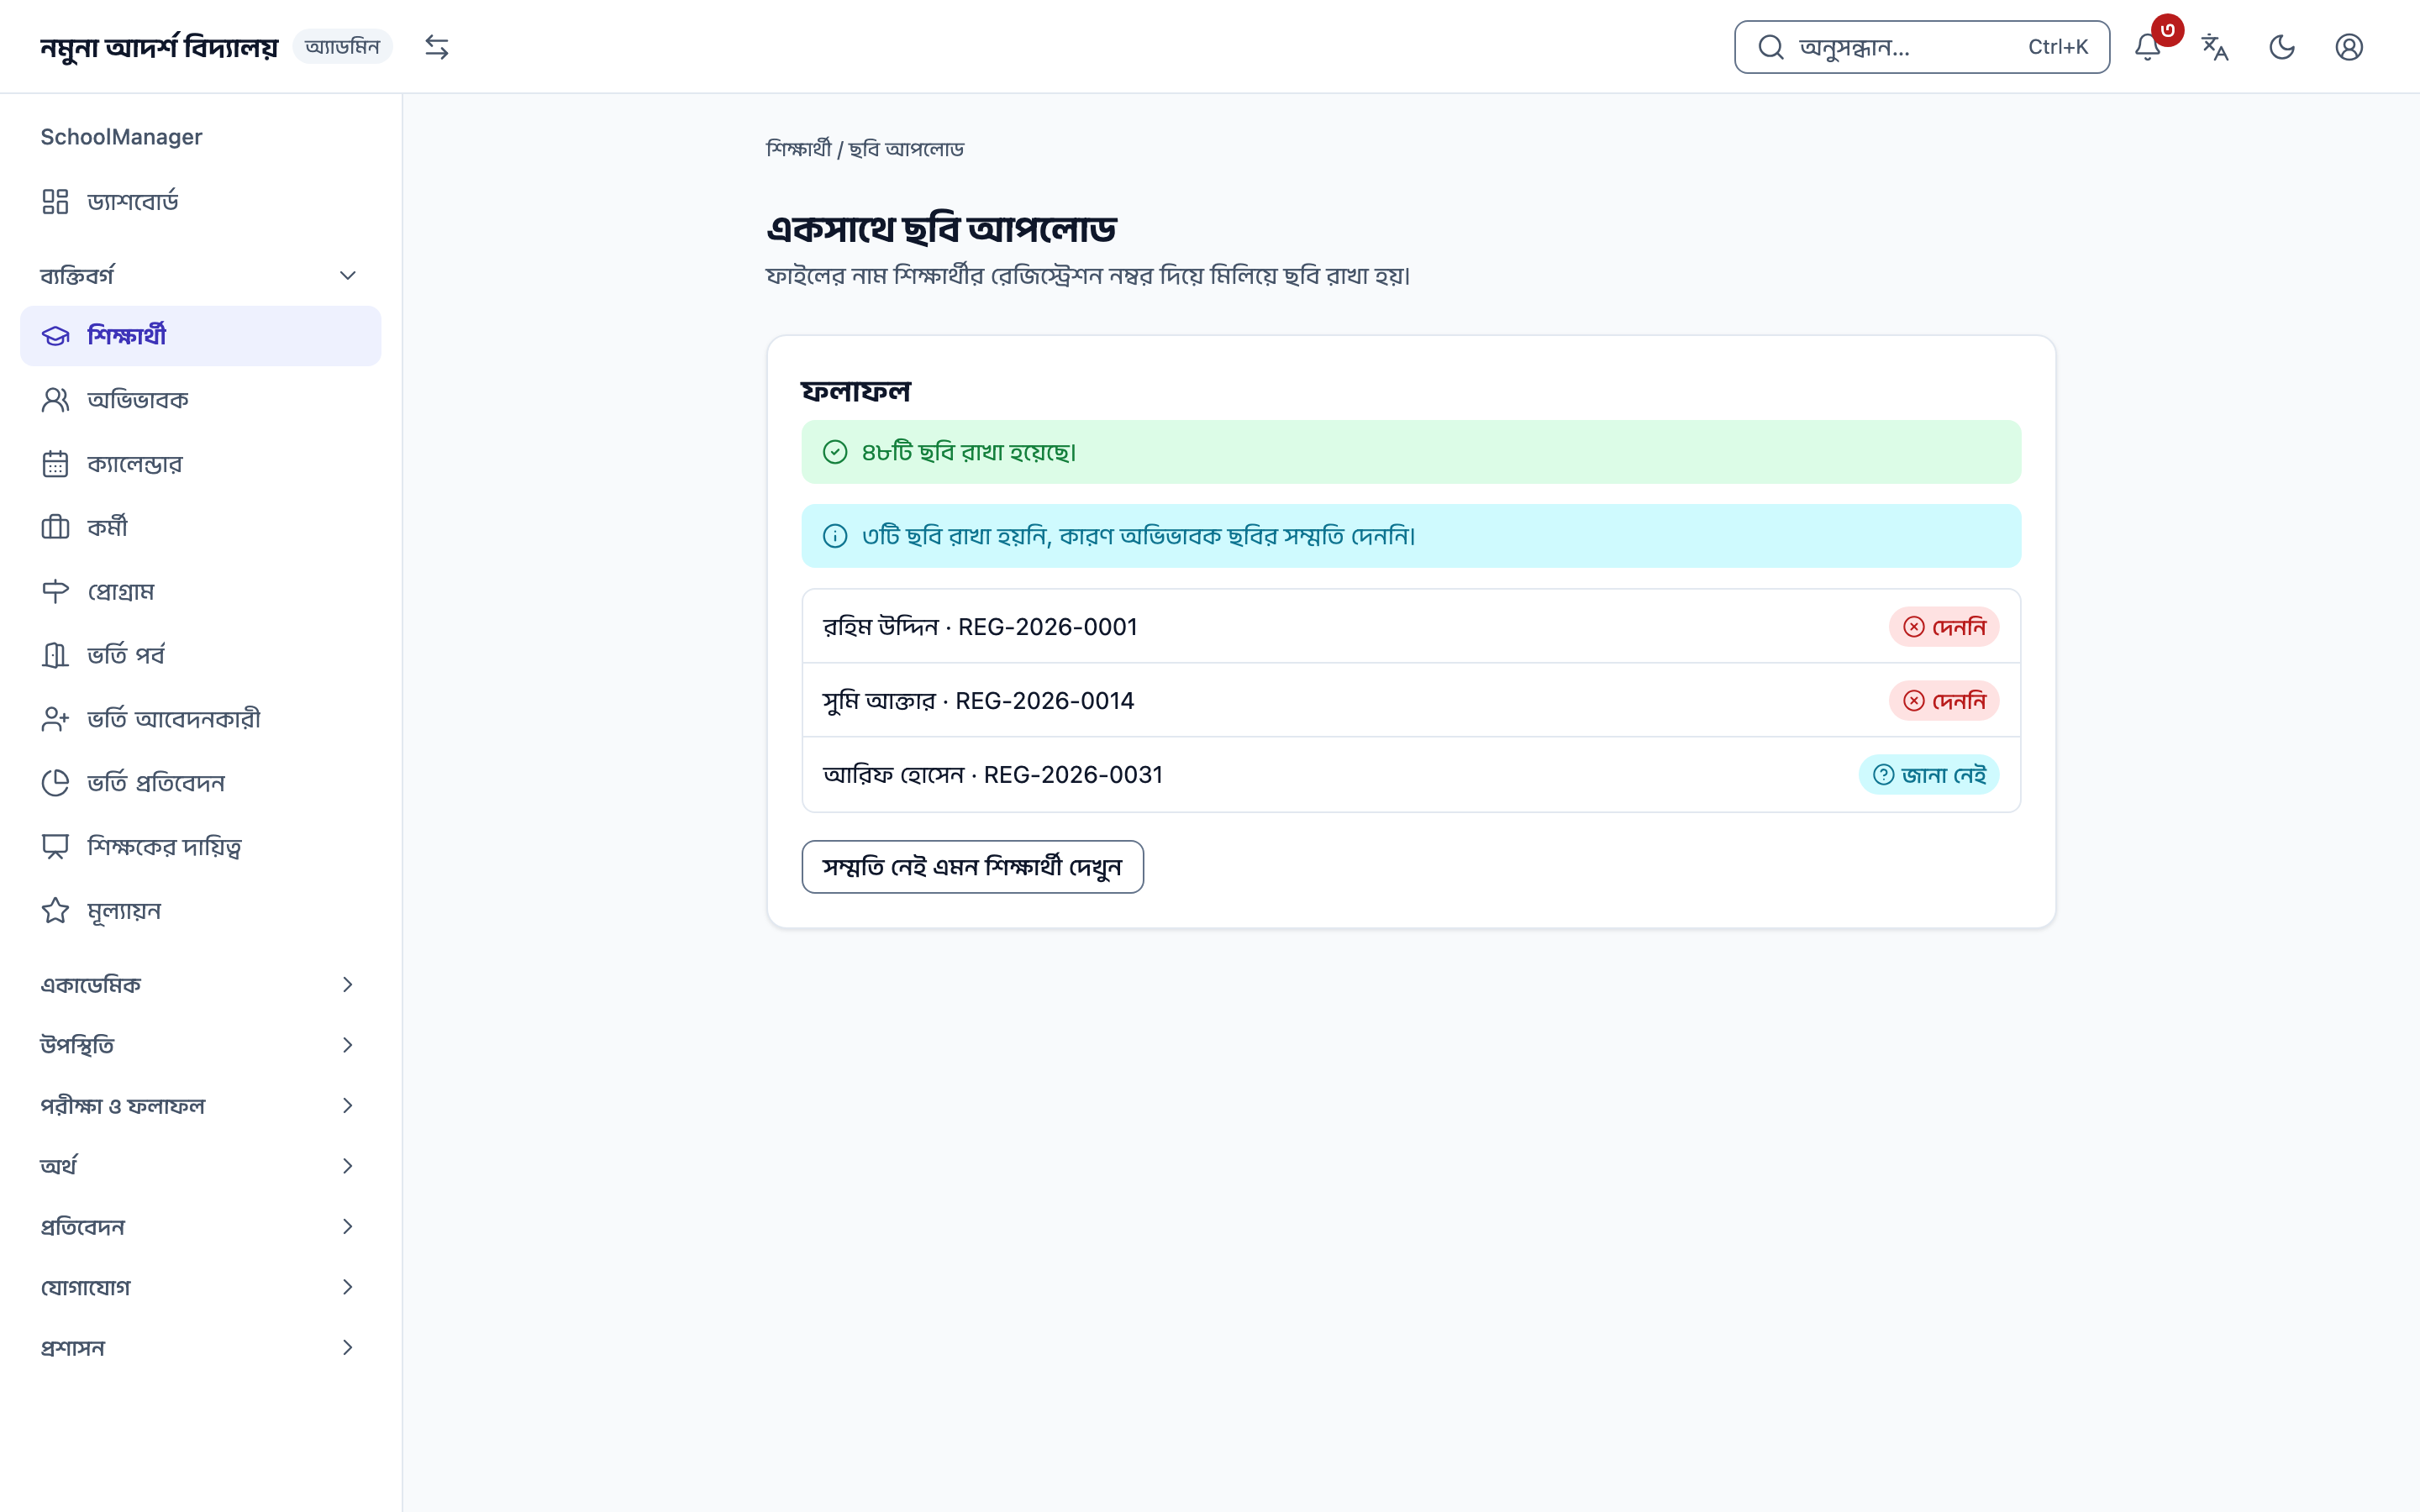 নমুনা আদর্শ বিদ্যালয় অ্যাডমিন অনুসন্ধান... Ctrl+K ৩
SchoolManager
ড্যাশবোর্ড
ব্যক্তিবর্গ
শিক্ষার্থী
অভিভাবক
ক্যালেন্ডার
কর্মী
প্রোগ্রাম
ভর্তি পর্ব
ভর্তি আবেদনকারী
ভর্তি প্রতিবেদন
শিক্ষকের দায়িত্ব
মূল্যায়ন
একাডেমিক
উপস্থিতি
পরীক্ষা ও ফলাফল
অর্থ
প্রতিবেদন
যোগাযোগ
প্রশাসন
শিক্ষার্থী / ছবি আপলোড
একসাথে ছবি আপলোড
ফাইলের নাম শিক্ষার্থীর রেজিস্ট্রেশন নম্বর দিয়ে মিলিয়ে ছবি রাখা হয়।
ফলাফল
৪৮টি ছবি রাখা হয়েছে।
৩টি ছবি রাখা হয়নি, কারণ অভিভাবক ছবির সম্মতি দেননি।
রহিম উদ্দিন · REG-2026-0001 দেননি
সুমি আক্তার · REG-2026-0014 দেননি
আরিফ হোসেন · REG-2026-0031 জানা নেই
সম্মতি নেই এমন শিক্ষার্থী দেখুন